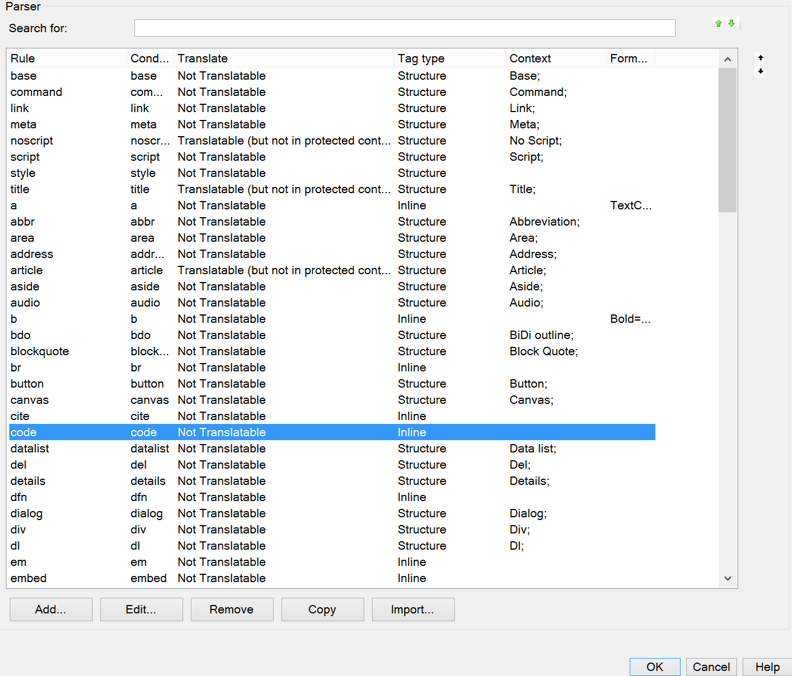 Parser
Search for:
Rule Cond... Translate Tag type Context Form...
base base Not Translatable Structure Base;
command com... Not Translatable Structure Command;
link link Not Translatable Structure Link;
meta meta Not Translatable Structure Meta;
noscript noscr... Translatable (but not in protected cont... Structure No Script;
script script Not Translatable Structure Script;
style style Not Translatable Structure
title title Translatable (but not in protected cont... Structure Title;
a a Not Translatable Inline TextC...
abbr abbr Not Translatable Structure Abbreviation;
area area Not Translatable Structure Area;
address addr... Not Translatable Structure Address;
article article Translatable (but not in protected cont... Structure Article;
aside aside Not Translatable Structure Aside;
audio audio Not Translatable Structure Audio;
b b Not Translatable Inline Bold=...
bdo bdo Not Translatable Structure BiDi outline;
blockquote block... Not Translatable Structure Block Quote;
br br Not Translatable Inline
button button Not Translatable Structure Button;
canvas canvas Not Translatable Structure Canvas;
cite cite Not Translatable Inline
code code Not Translatable Inline
datalist datalist Not Translatable Structure Data list;
del del Not Translatable Structure Del;
details details Not Translatable Structure Details;
dfn dfn Not Translatable Inline
dialog dialog Not Translatable Structure Dialog;
div div Not Translatable Structure Div;
dl dl Not Translatable Structure Dl;
em em Not Translatable Inline
embed embed Not Translatable Inline
Add... Edit... Remove Copy Import...
OK Cancel Help